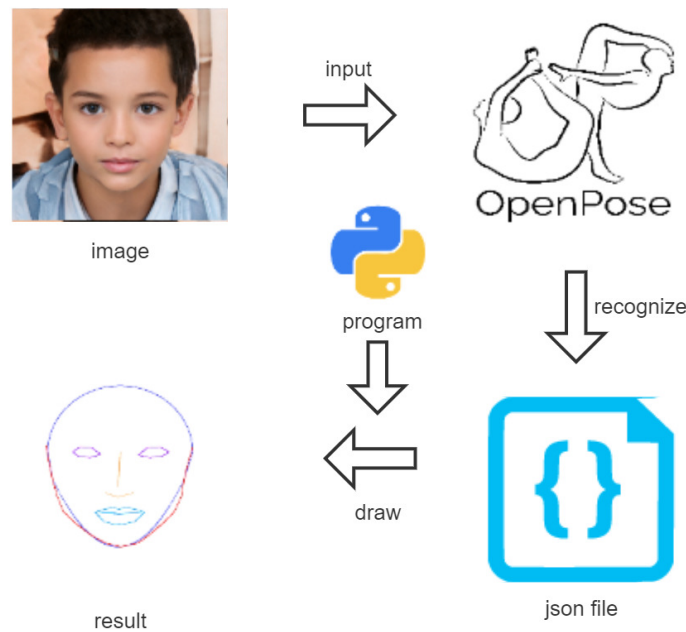 input
OpenPose
image
program
recognize
draw
json file
result